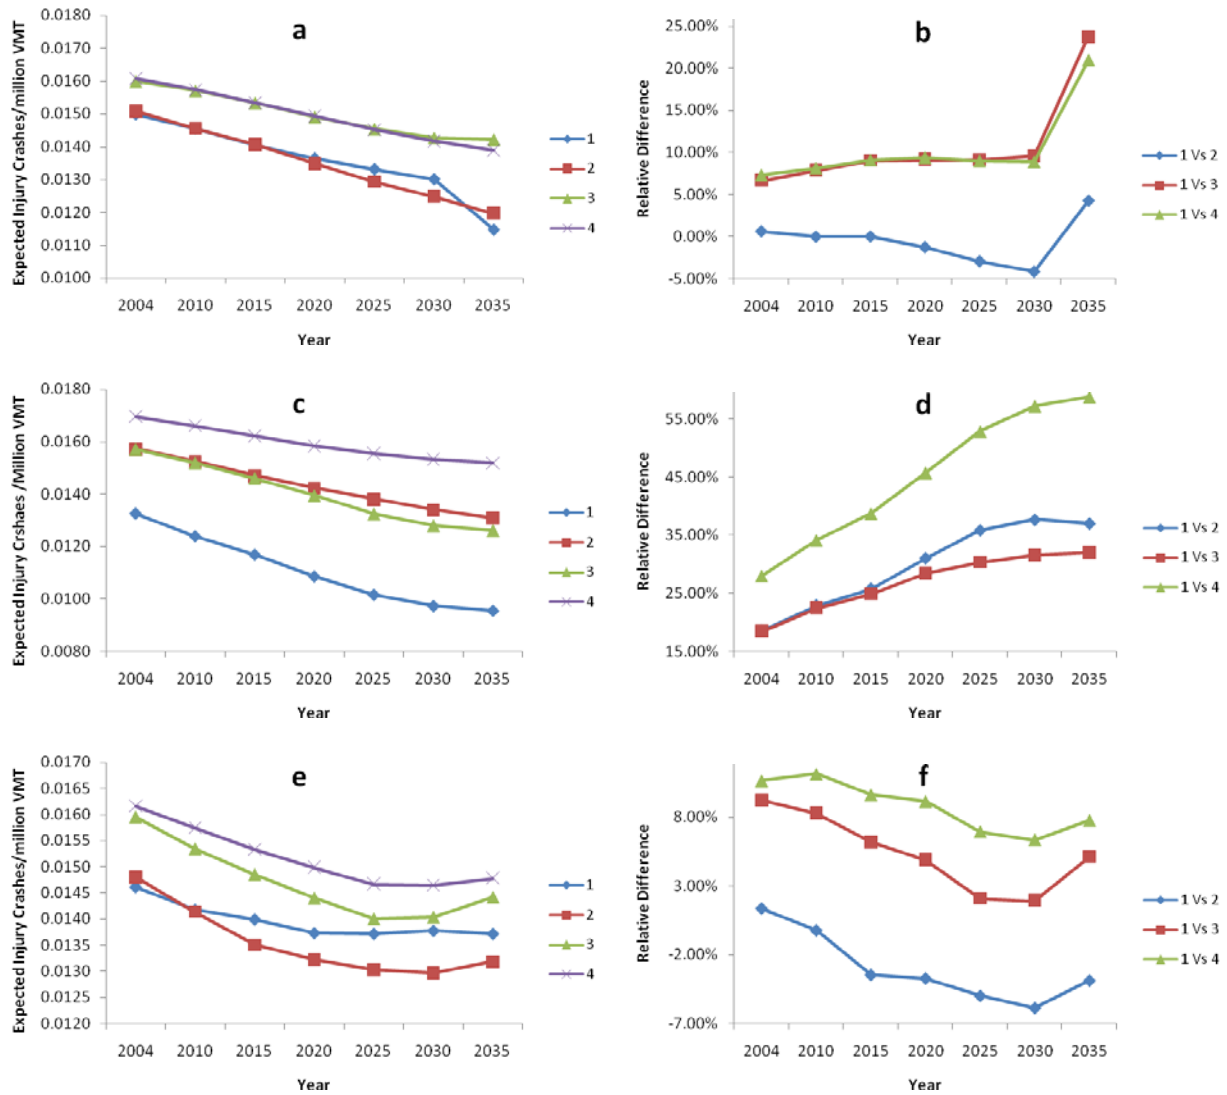 a
Expected Injury Crashes/million VMT
0.0180
0.0170
0.0160
0.0150
0.0140
0.0130
0.0120
0.0110
0.0100
2004 2010 2015 2020 2025 2030 2035
Year
1
2
3
4
b
Relative Difference
25.00%
20.00%
15.00%
10.00%
5.00%
0.00%
-5.00%
2004 2010 2015 2020 2025 2030 2035
Year
1 Vs 2
1 Vs 3
1 Vs 4
c
Expected Injury Crshaes /Million VMT
0.0180
0.0160
0.0140
0.0120
0.0100
0.0080
2004 2010 2015 2020 2025 2030 2035
Year
1
2
3
4
d
Relative Difference
55.00%
45.00%
35.00%
25.00%
15.00%
2004 2010 2015 2020 2025 2030 2035
Year
1 Vs 2
1 Vs 3
1 Vs 4
e
Expected Injury Crashes/million VMT
0.0170
0.0165
0.0160
0.0155
0.0150
0.0145
0.0140
0.0135
0.0130
0.0125
0.0120
2004 2010 2015 2020 2025 2030 2035
Year
1
2
3
4
f
Relative Difference
8.00%
3.00%
-2.00%
-7.00%
2004 2010 2015 2020 2025 2030 2035
Year
1 Vs 2
1 Vs 3
1 Vs 4